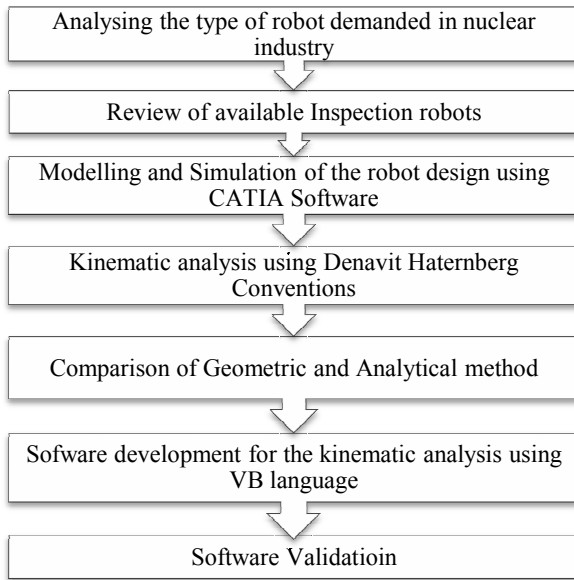 Analysing the type of robot demanded in nuclear
industry
Review of available Inspection robots
Modelling and Simulation of the robot design using
CATIA Software
Kinematic analysis using Denavit Haternberg
Conventions
Comparison of Geometric and Analytical method
Sofware development for the kinematic analysis using
VB language
Software Validatioin